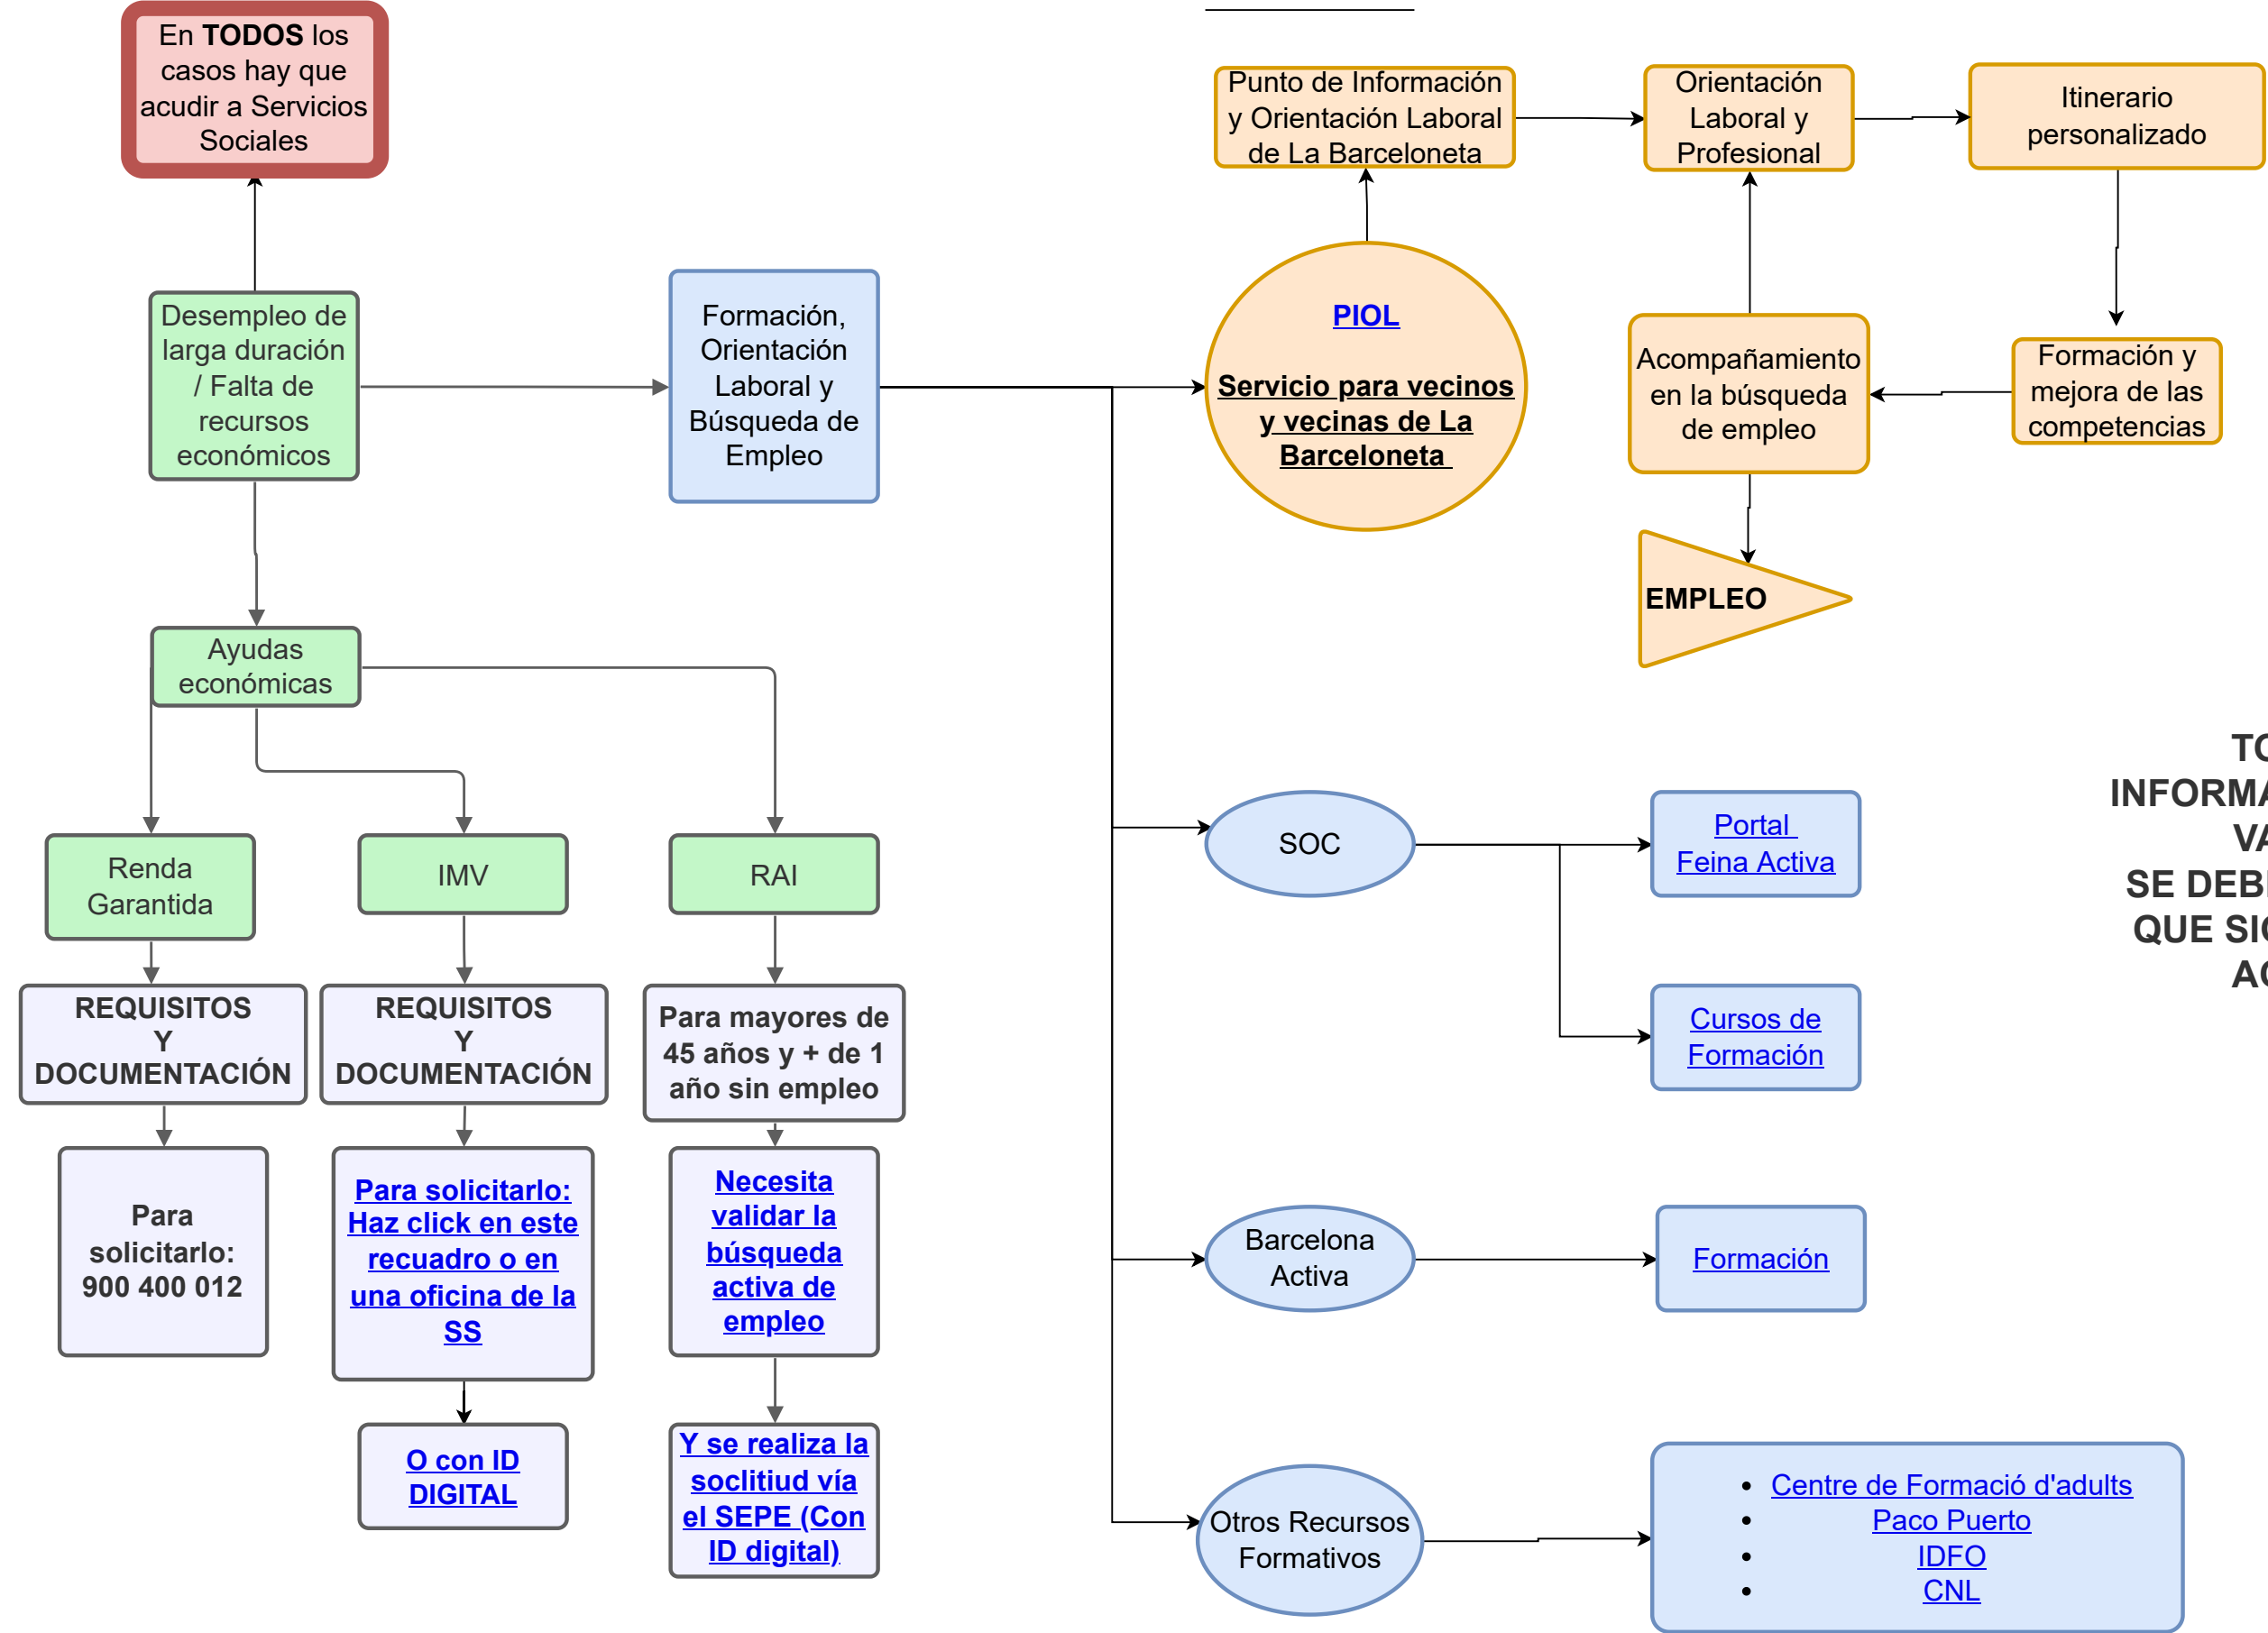 En TODOS los
casos hay que
acudir a Servicios
Sociales
Desempleo de
larga duración
/ Falta de
recursos
económicos
Formación,
Orientación
Laboral y
Búsqueda de
Empleo
Punto de Información
y Orientación Laboral
de La Barceloneta
Orientación
Laboral y
Profesional
Itinerario
personalizado
PIOL
Servicio para vecinos
y vecinas de La
Barceloneta
Acompañamiento
en la búsqueda
de empleo
Formación y
mejora de las
competencias
EMPLEO
Ayudas
económicas
Renda
Garantida
IMV
RAI
REQUISITOS
Y
DOCUMENTACIÓN
REQUISITOS
Y
DOCUMENTACIÓN
Para mayores de
45 años y + de 1
año sin empleo
Para
solicitarlo:
900 400 012
Para solicitarlo:
Haz click en este
recuadro o en
una oficina de la
SS
Necesita
validar la
búsqueda
activa de
empleo
O con ID
DIGITAL
Y se realiza la
soclitiud vía
el SEPE (Con
ID digital)
SOC
Portal
Feina Activa
Cursos de
Formación
Barcelona
Activa
Formación
Otros Recursos
Formativos
• Centre de Formació d'adults
• Paco Puerto
• IDFO
• CNL
SE
QUE